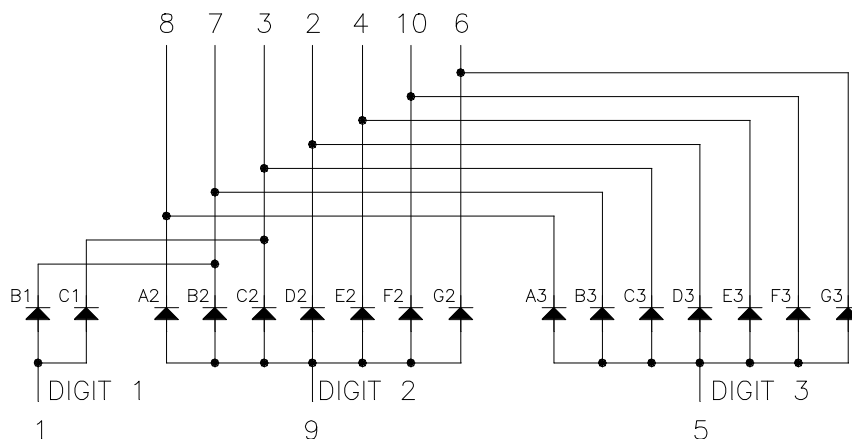 8 7 3 2 4 10 6
B1 C1 A2 B2 C2 D2 E2 F2 G2 A3 B3 C3 D3 E3 F3 G3
DIGIT 1 DIGIT 2 DIGIT 3
1 9 5